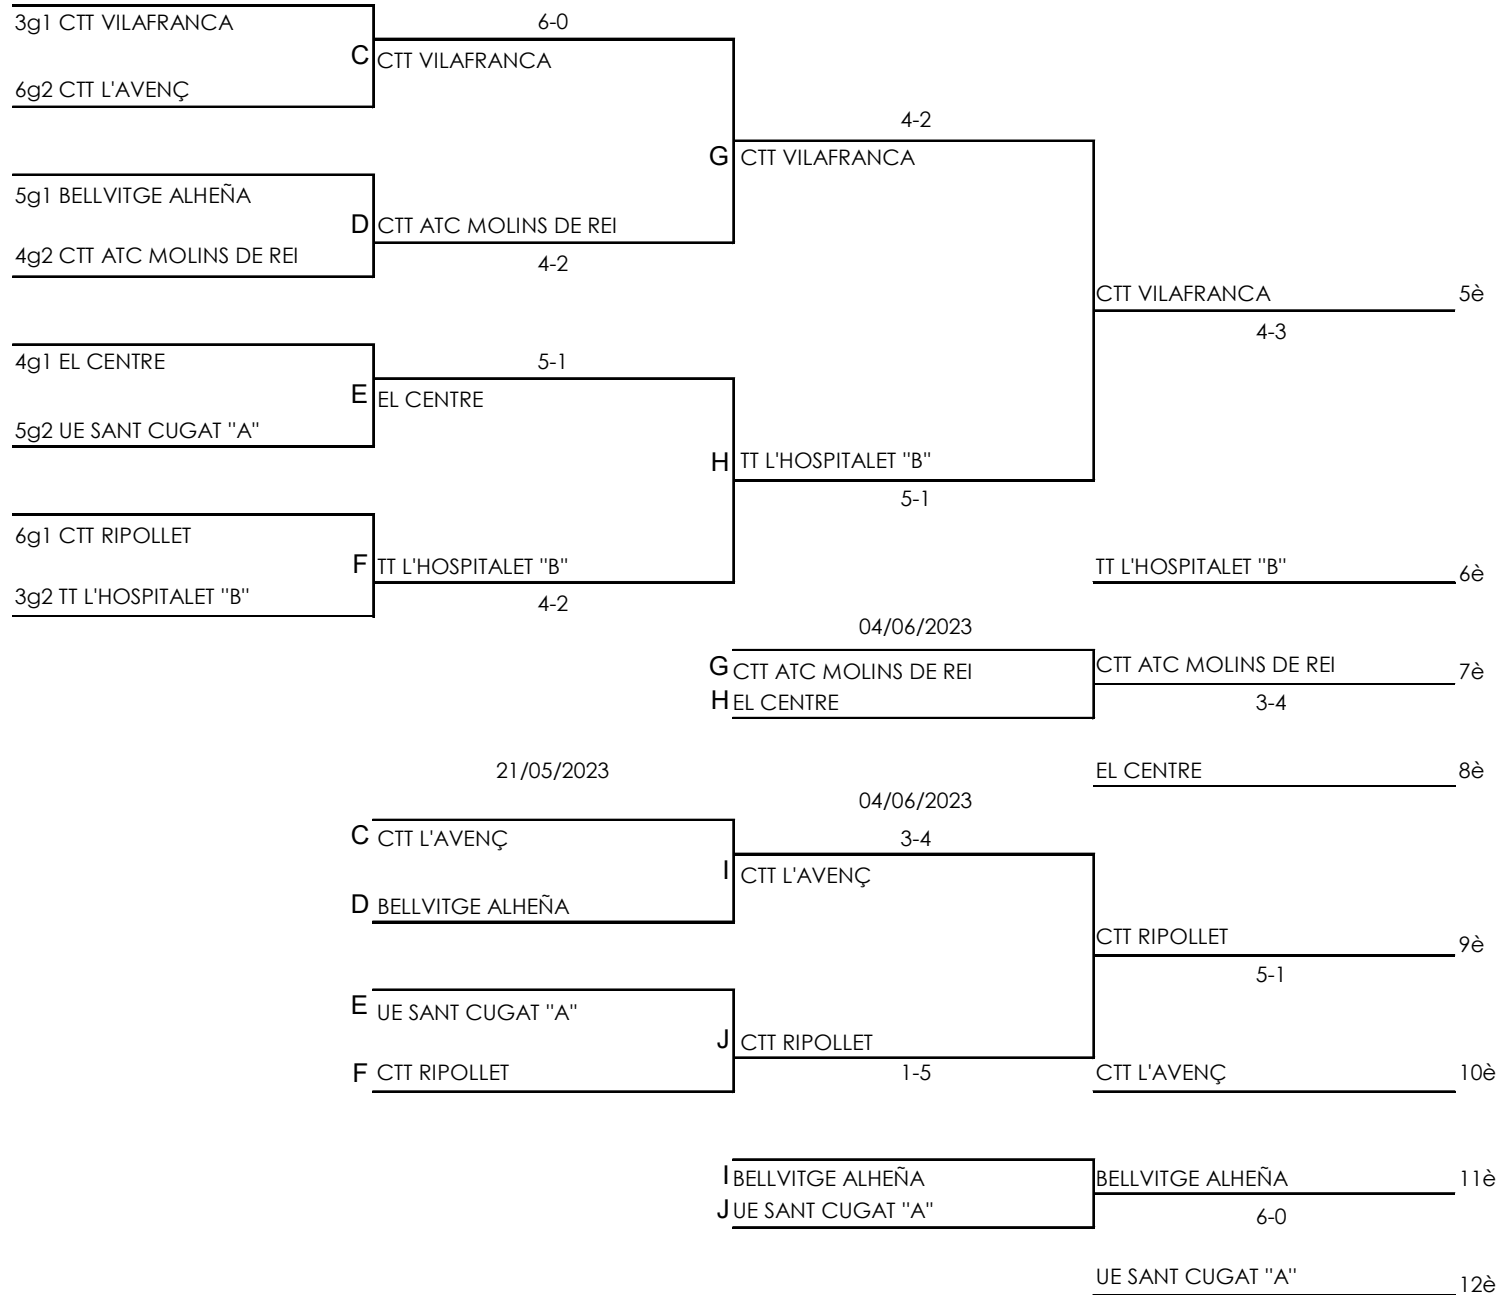 3g1 CTT VILAFRANCA
6-0
C
CTT VILAFRANCA
6g2 CTT L'AVENÇ
4-2
G CTT VILAFRANCA
5g1 BELLVITGE ALHEÑA
D CTT ATC MOLINS DE REI
4g2 CTT ATC MOLINS DE REI
4-2
CTT VILAFRANCA 5è
4-3
4g1 EL CENTRE
5-1
E EL CENTRE
5g2 UE SANT CUGAT "A"
H TT L'HOSPITALET "B"
5-1
6g1 CTT RIPOLLET
F TT L'HOSPITALET "B"
TT L'HOSPITALET "B" 6è
3g2 TT L'HOSPITALET "B"
4-2
04/06/2023
G CTT ATC MOLINS DE REI
CTT ATC MOLINS DE REI 7è
H EL CENTRE
3-4
21/05/2023
EL CENTRE 8è
04/06/2023
C CTT L'AVENÇ
3-4
I CTT L'AVENÇ
D BELLVITGE ALHEÑA
CTT RIPOLLET 9è
5-1
E UE SANT CUGAT "A"
J CTT RIPOLLET
F CTT RIPOLLET
1-5
CTT L'AVENÇ 10è
I BELLVITGE ALHEÑA
BELLVITGE ALHEÑA 11è
J UE SANT CUGAT "A"
6-0
UE SANT CUGAT "A" 12è